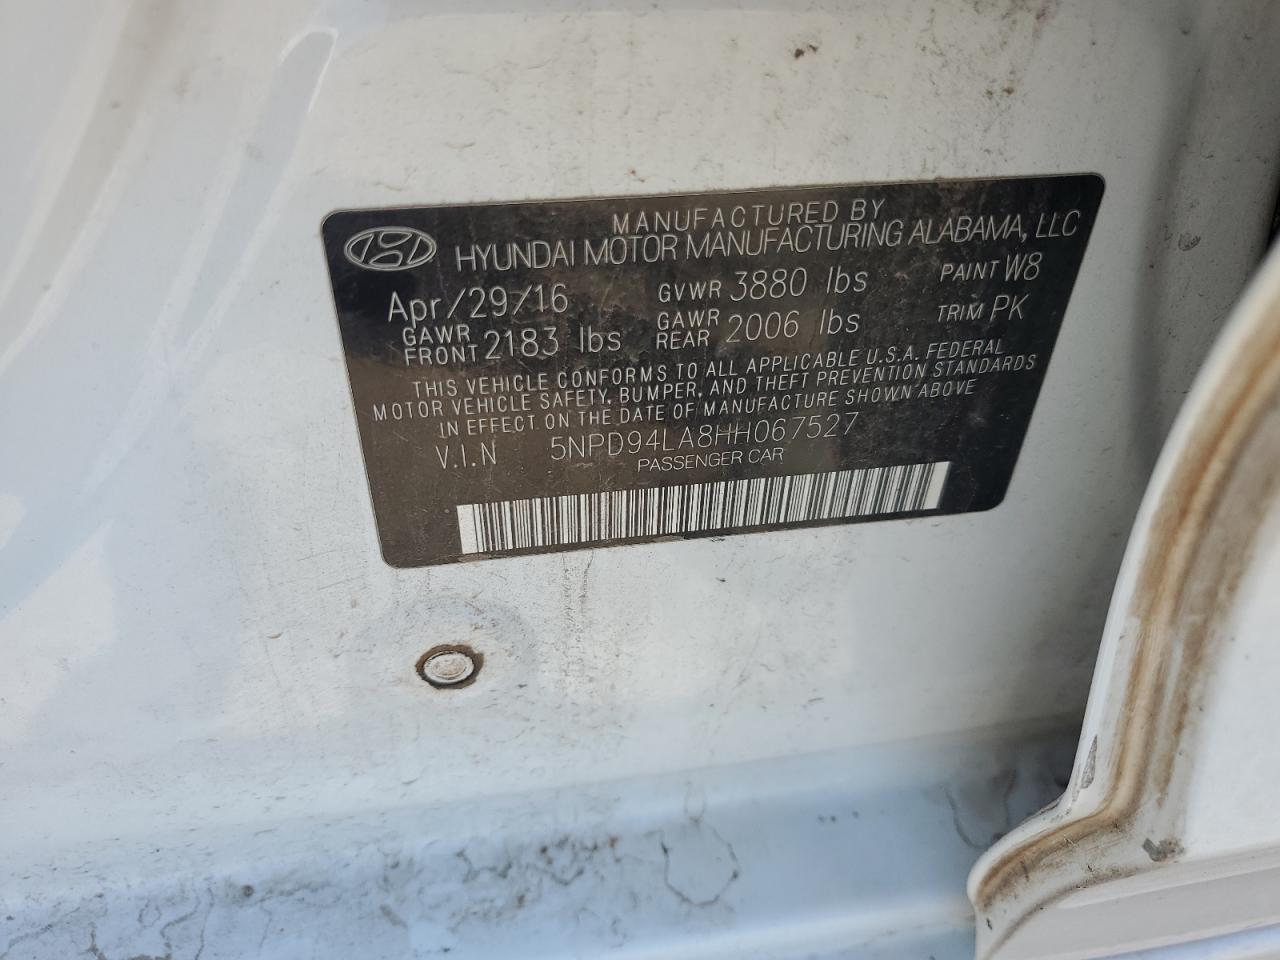 MANUFACTURED BY
HYUNDAI MOTOR MANUFACTURING ALABAMA, LLC
Apr/29/16 GVWR 3880 lbs PAINT W8
GAWR FRONT 2183 lbs GAWR REAR 2006 lbs TRIM PK
THIS VEHICLE CONFORMS TO ALL APPLICABLE U.S.A. FEDERAL
MOTOR VEHICLE SAFETY, BUMPER, AND THEFT PREVENTION STANDARDS
IN EFFECT ON THE DATE OF MANUFACTURE SHOWN ABOVE
V.I.N 5NPD94LA8HH067527
PASSENGER CAR